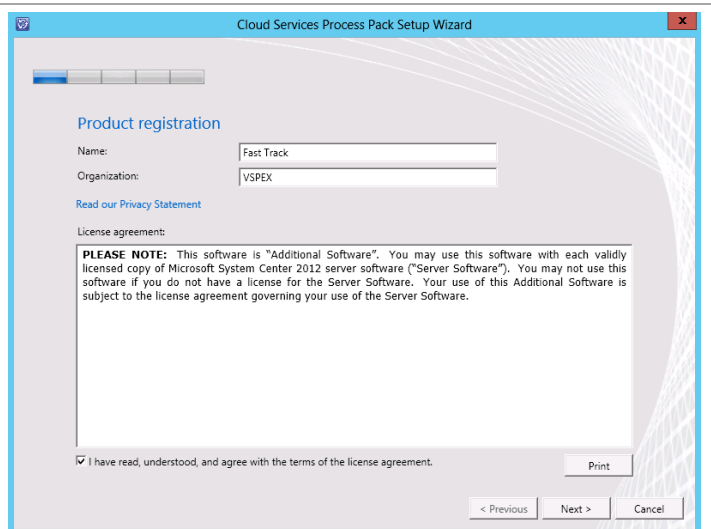 Cloud Services Process Pack Setup Wizard
x
Product registration
Name:
Fast Track
Organization:
VSPEX
Read our Privacy Statement
License agreement:
PLEASE NOTE: This software is “Additional Software”. You may use this software with each validly
licensed copy of Microsoft System Center 2012 server software (“Server Software”). You may not use this
software if you do not have a license for the Server Software. Your use of this Additional Software is
subject to the license agreement governing your use of the Server Software.
I have read, understood, and agree with the terms of the license agreement.
Print
< Previous
Next >
Cancel